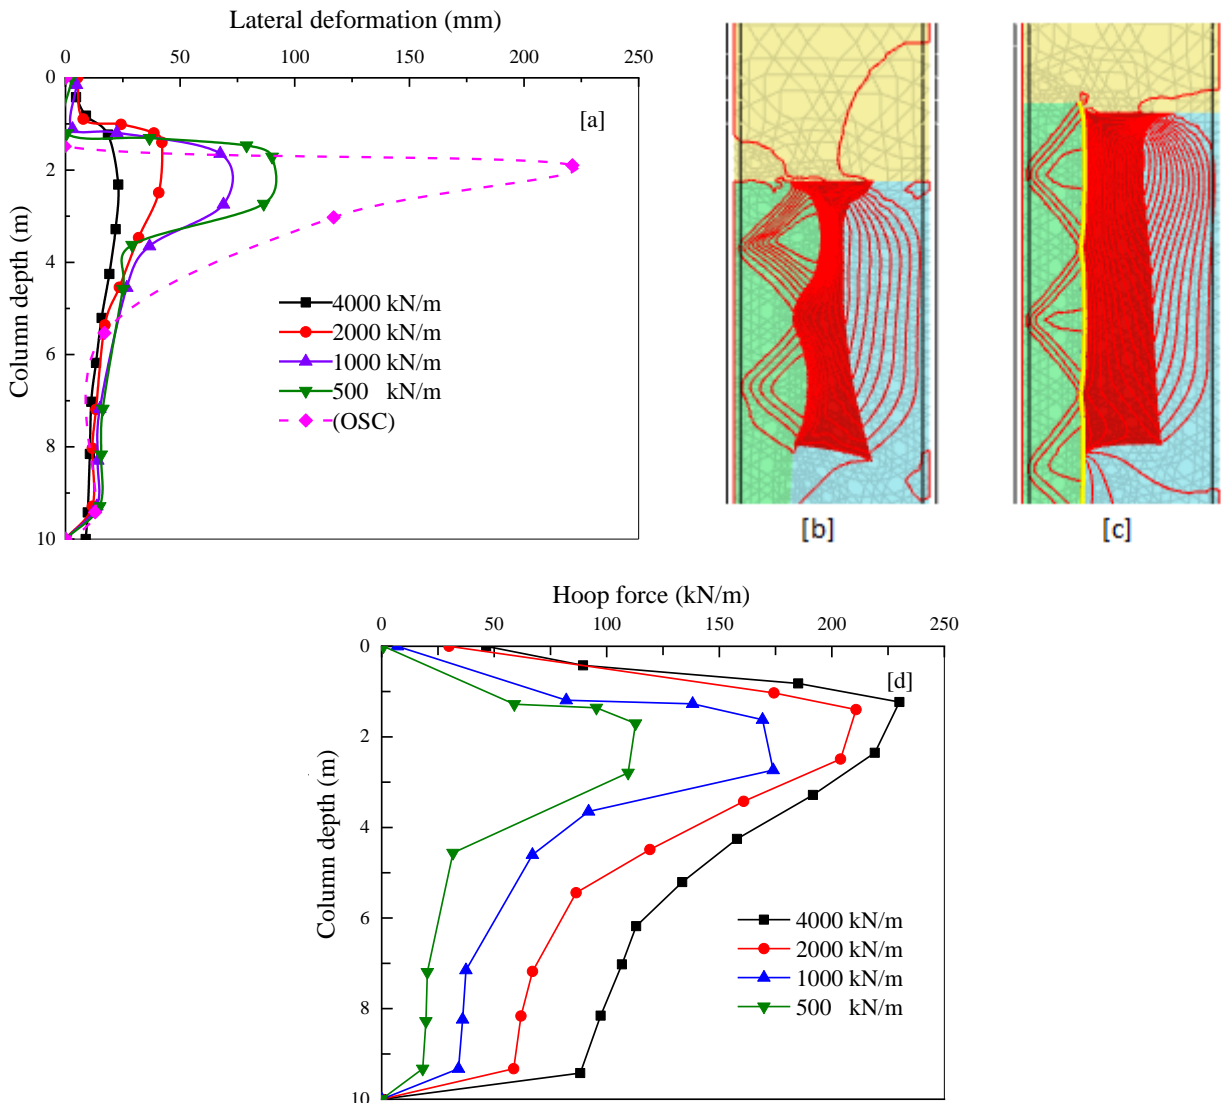 Lateral deformation (mm)
0 50 100 150 200 250
Column depth (m)
0
2
4
6
8
10
[a]
4000 kN/m
2000 kN/m
1000 kN/m
500 kN/m
(OSC)
[b]
[c]
Hoop force (kN/m)
0 50 100 150 200 250
Column depth (m)
0
2
4
6
8
10
[d]
4000 kN/m
2000 kN/m
1000 kN/m
500 kN/m